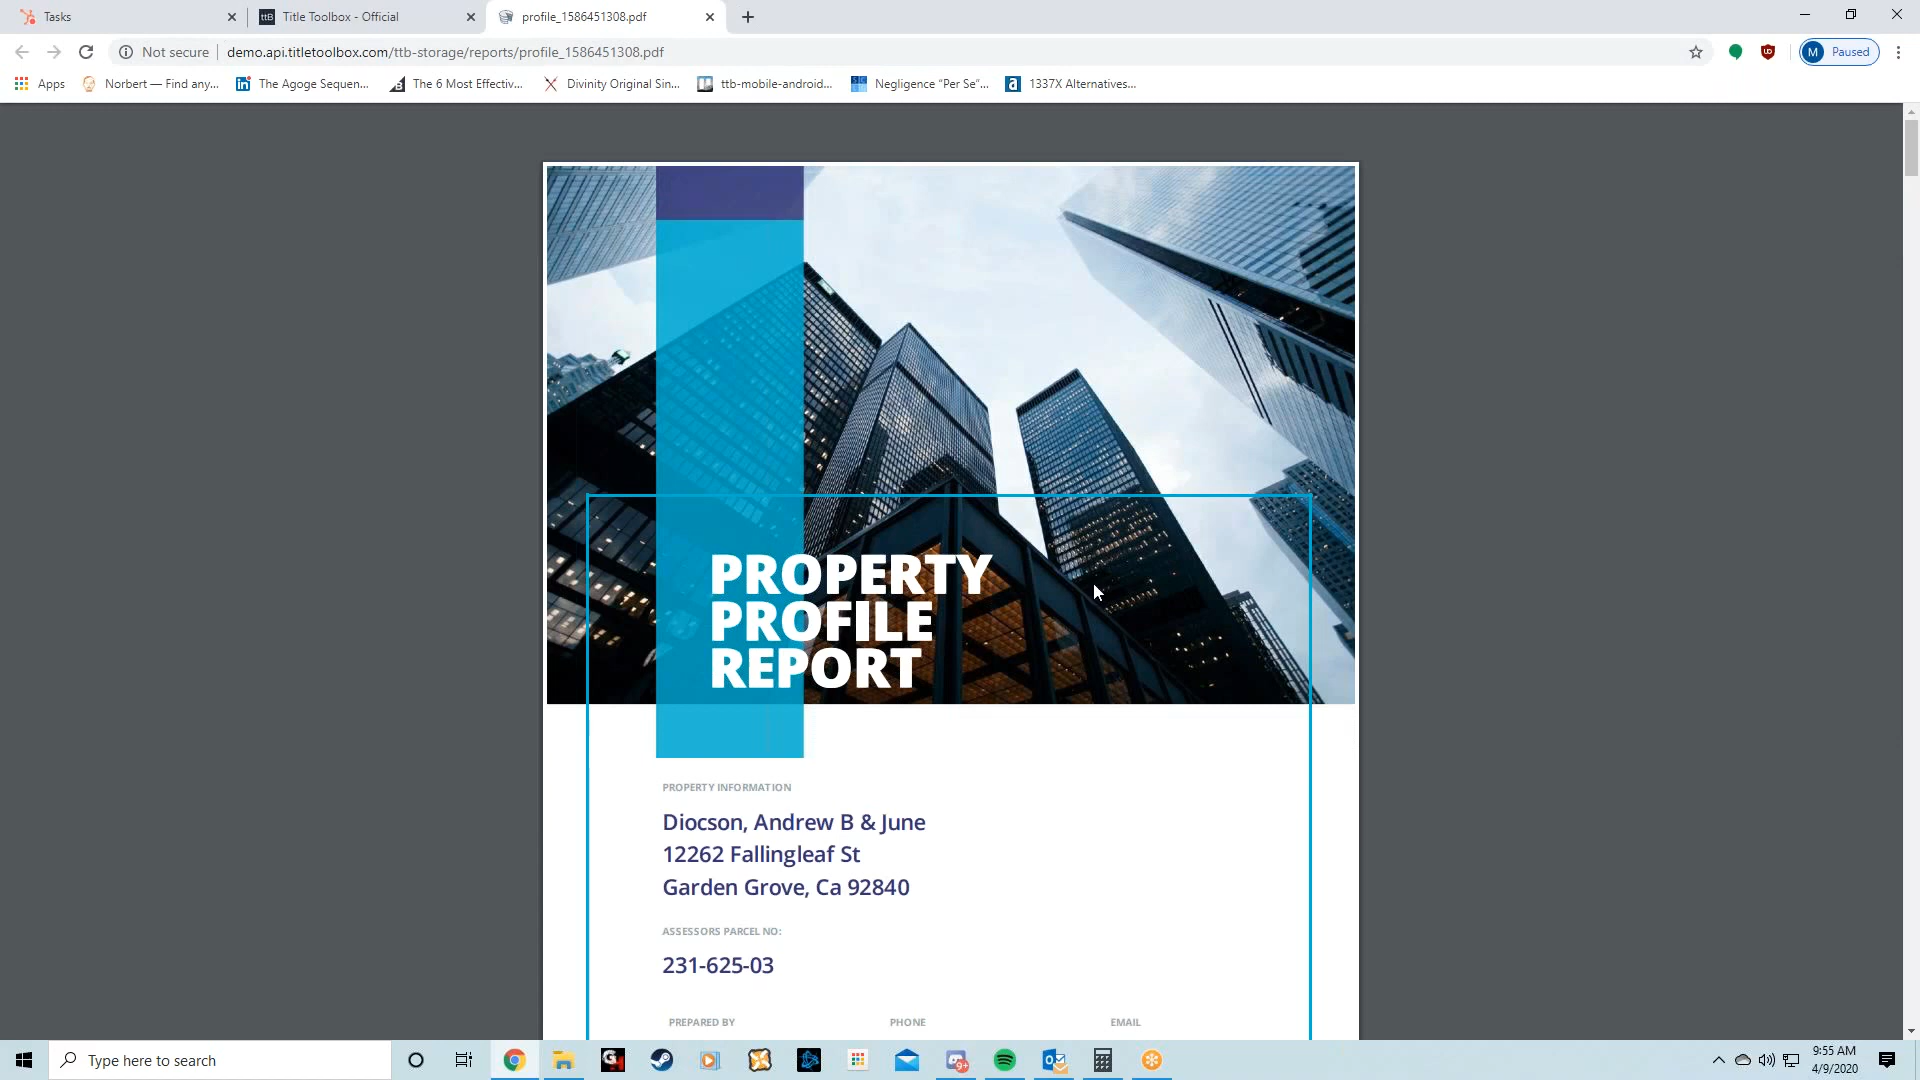 Tasks
ttB Title Toolbox - Official
profile_1586451308.pdf
Not secure
demo.api.titletoolbox.com/ttb-storage/reports/profile_1586451308.pdf
M Paused
Apps
Norbert — Find any...
The Agoge Sequen...
The 6 Most Effectiv...
Divinity Original Sin...
ttb-mobile-android...
Negligence “Per Se”...
1337X Alternatives...
PROPERTY
PROFILE
REPORT
PROPERTY INFORMATION
Diocson, Andrew B & June
12262 Fallingleaf St
Garden Grove, Ca 92840
ASSESSORS PARCEL NO:
231-625-03
PREPARED BY
PHONE
EMAIL
Type here to search
9+
9:55 AM
4/9/2020